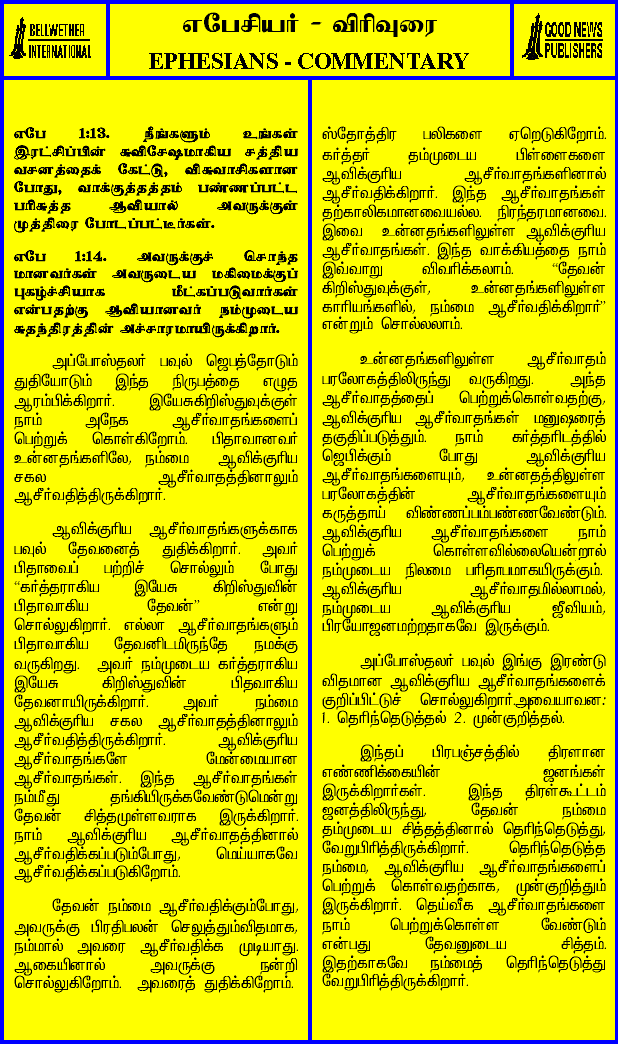 BELLWETHER
INTERNATIONAL
எபேசியர் - விரிவுரை
EPHESIANS - COMMENTARY
GOOD NEWS
PUBLISHERS
எபே 1:13. நீங்களும் உங்கள்
இரட்சிப்பின் சுவிசேஷமாகிய சத்திய
வசனத்தைக் கேட்டு, விசுவாசிகளான
போது, வாக்குத்தத்தம் பண்ணப்பட்ட
பரிசுத்த ஆவியால் அவருக்குள்
முத்திரை போடப்பட்டீர்கள்.
எபே 1:14. அவருக்குச் சொந்த
மானவர்கள் அவருடைய மகிமைக்குப்
புகழ்ச்சியாக மீட்கப்படுவார்கள்
என்பதற்கு ஆவியானவர் நம்முடைய
சுதந்திரத்தின் அச்சாரமாயிருக்கிறார்.
அப்போஸ்தலர் பவுல் ஜெபத்தோடும்
துதியோடும் இந்த நிருபத்தை எழுத
ஆரம்பிக்கிறார். இயேசுகிறிஸ்துவுக்குள்
நாம் அநேக ஆசீர்வாதங்களைப்
பெற்றுக் கொள்கிறோம். பிதாவானவர்
உன்னதங்களிலே, நம்மை ஆவிக்குரிய
சகல ஆசீர்வாதத்தினாலும்
ஆசீர்வதித்திருக்கிறார்.
ஆவிக்குரிய ஆசீர்வாதங்களுக்காக
பவுல் தேவனைத் துதிக்கிறார். அவர்
பிதாவைப் பற்றிச் சொல்லும் போது
“கர்த்தராகிய இயேசு கிறிஸ்துவின்
பிதாவாகிய தேவன்” என்று
சொல்லுகிறார். எல்லா ஆசீர்வாதங்களும்
பிதாவாகிய தேவனிடமிருந்தே நமக்கு
வருகிறது. அவர் நம்முடைய கர்த்தராகிய
இயேசு கிறிஸ்துவின் பிதவாகிய
தேவனாயிருக்கிறார். அவர் நம்மை
ஆவிக்குரிய சகல ஆசீர்வாதத்தினாலும்
ஆசீர்வதித்திருக்கிறார். ஆவிக்குரிய
ஆசீர்வாதங்களே மேன்மையான
ஆசீர்வாதங்கள். இந்த ஆசீர்வாதங்கள்
நம்மீது தங்கியிருக்கவேண்டுமென்று
தேவன் சித்தமுள்ளவராக இருக்கிறார்.
நாம் ஆவிக்குரிய ஆசீர்வாதத்தினால்
ஆசீர்வதிக்கப்படும்போது, மெய்யாகவே
ஆசீர்வதிக்கப்படுகிறோம்.
தேவன் நம்மை ஆசீர்வதிக்கும்போது,
அவருக்கு பிரதிபலன் செலுத்தும்விதமாக,
நம்மால் அவரை ஆசீர்வதிக்க முடியாது.
ஆகையினால் அவருக்கு நன்றி
சொல்லுகிறோம். அவரைத் துதிக்கிறோம்.
ஸ்தோத்திர பலிகளை ஏறெடுகிறோம்.
கர்த்தர் தம்முடைய பிள்ளைகளை
ஆவிக்குரிய ஆசீர்வாதங்களினால்
ஆசீர்வதிக்கிறார். இந்த ஆசீர்வாதங்கள்
தற்காலிகமானவையல்ல. நிரந்தரமானவை.
இவை உன்னதங்களிலுள்ள ஆவிக்குரிய
ஆசீர்வாதங்கள். இந்த வாக்கியத்தை நாம்
இவ்வாறு விவரிக்கலாம். “தேவன்
கிறிஸ்துவுக்குள், உன்னதங்களிலுள்ள
காரியங்களில், நம்மை ஆசீர்வதிக்கிறார்”
என்றும் சொல்லலாம்.
உன்னதங்களிலுள்ள ஆசீர்வாதம்
பரலோகத்திலிருந்து வருகிறது. அந்த
ஆசீர்வாதத்தைப் பெற்றுக்கொள்வதற்கு,
ஆவிக்குரிய ஆசீர்வாதங்கள் மனுஷரைத்
தகுதிப்படுத்தும். நாம் கர்த்தரிடத்தில்
ஜெபிக்கும் போது ஆவிக்குரிய
ஆசீர்வாதங்களையும், உன்னதத்திலுள்ள
பரலோகத்தின் ஆசீர்வாதங்களையும்
கருத்தாய் விண்ணப்பம்பண்ணவேண்டும்.
ஆவிக்குரிய ஆசீர்வாதங்களை நாம்
பெற்றுக் கொள்ளவில்லையென்றால்
நம்முடைய நிலமை பரிதாபமாகயிருக்கும்.
ஆவிக்குரிய ஆசீர்வாதமில்லாமல்,
நம்முடைய ஆவிக்குரிய ஜீவியம்,
பிரயோஜனமற்றதாகவே இருக்கும்.
அப்போஸ்தலர் பவுல் இங்கு இரண்டு
விதமான ஆவிக்குரிய ஆசீர்வாதங்களைக்
குறிப்பிட்டுச் சொல்லுகிறார்.அவையாவன:
1. தெரிந்தெடுத்தல் 2. முன்குறித்தல்.
இந்தப் பிரபஞ்சத்தில் திரளான
எண்ணிக்கையின் ஜனங்கள்
இருக்கிறார்கள். இந்த திரள்கூட்டம்
ஜனத்திலிருந்து, தேவன் நம்மை
தம்முடைய சித்தத்தினால் தெரிந்தெடுத்து,
வேறுபிரித்திருக்கிறார். தெரிந்தெடுத்த
நம்மை, ஆவிக்குரிய ஆசீர்வாதங்களைப்
பெற்றுக் கொள்வதற்காக, முன்குறித்தும்
இருக்கிறார். தெய்வீக ஆசீர்வாதங்களை
நாம் பெற்றுக்கொள்ள வேண்டும்
என்பது தேவனுடைய சித்தம்.
இதற்காகவே நம்மைத் தெரிந்தெடுத்து
வேறுபிரித்திருக்கிறார்.